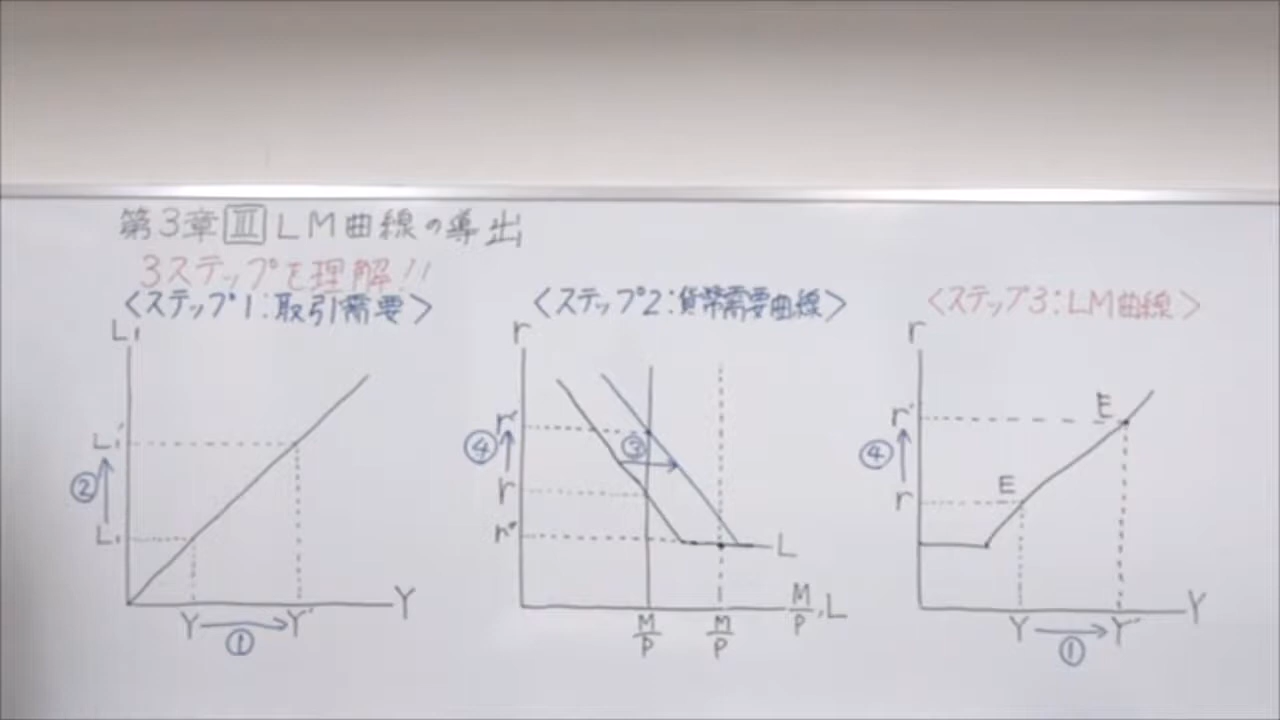 第3章 III LM曲線の導出
3ステップを理解!!
<ステップ1:取引需要>
L₁
L₁'
②
L₁
Y Y' Y
①
<ステップ2:貨幣需要曲線>
r
r'
④ ③
r
r*
L
M/P M/P M/P,L
<ステップ3:LM曲線>
r
r' E
④
r E
Y Y' Y
①